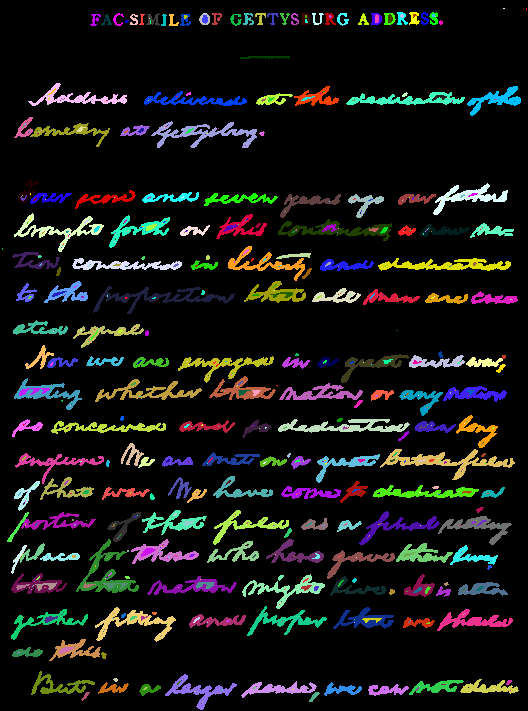 FAC-SIMILE OF GETTYSBURG ADDRESS.
Address delivered at the dedication of the
Cemetery at Gettysburg.
Four score and seven years ago our fathers
brought forth on this continent, a new na=
tion, conceived in Liberty, and dedicated
to the proposition that all men are cre=
ated equal.
Now we are engaged in a great civil war,
testing whether that nation, or any nation
so conceived and so dedicated, can long
endure. We are met on a great battle-field
of that war. We have come to dedicate a
portion of that field, as a final resting
place for those who here gave their lives,
that that nation might live. It is alto=
gether fitting and proper that we should
do this.
But, in a larger sense, we can not dedi=